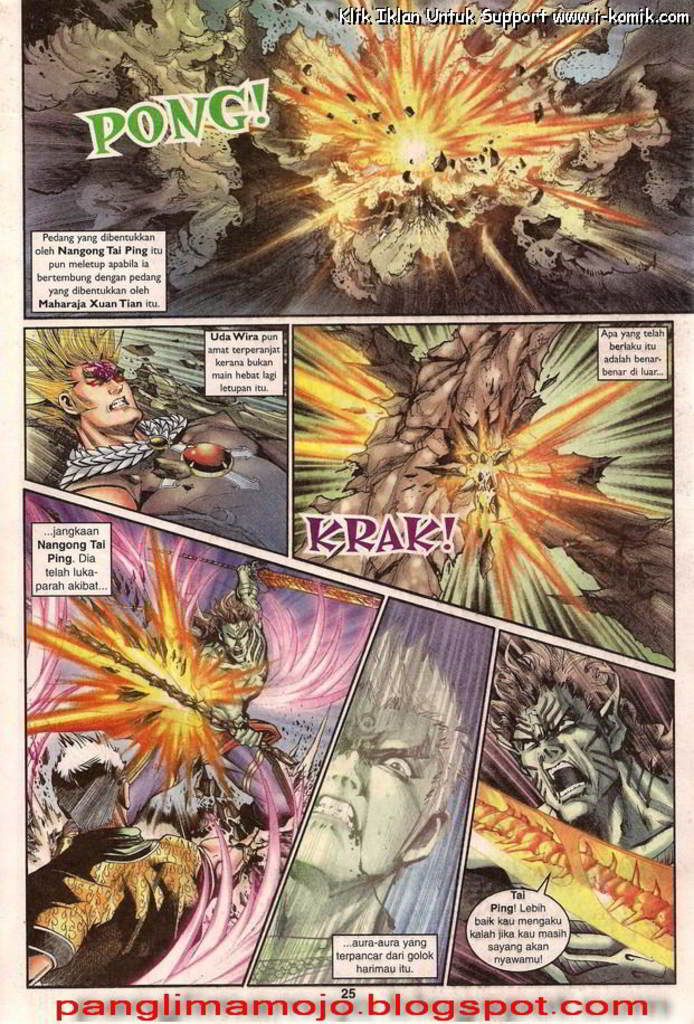 Klik Iklan Untuk Support www.i-komik.com
PONG!
Pedang yang dibentukkan
oleh Nangong Tai Ping itu
pun meletup apabila ia
bertembung dengan pedang
yang dibentukkan oleh
Maharaja Xuan Tian itu.
Uda Wira pun
amat terperanjat
kerana bukan
main hebat lagi
letupan itu.
Apa yang telah
berlaku itu
adalah benar-
benar di luar...
KRAK!
...jangkaan
Nangong Tai
Ping. Dia
telah luka-
parah akibat...
...aura-aura yang
terpancar dari golok
harimau itu.
Tai
Ping! Lebih
baik kau mengaku
kalah jika kau masih
sayang akan
nyawamu!
25
panglimamojo.blogspot.com